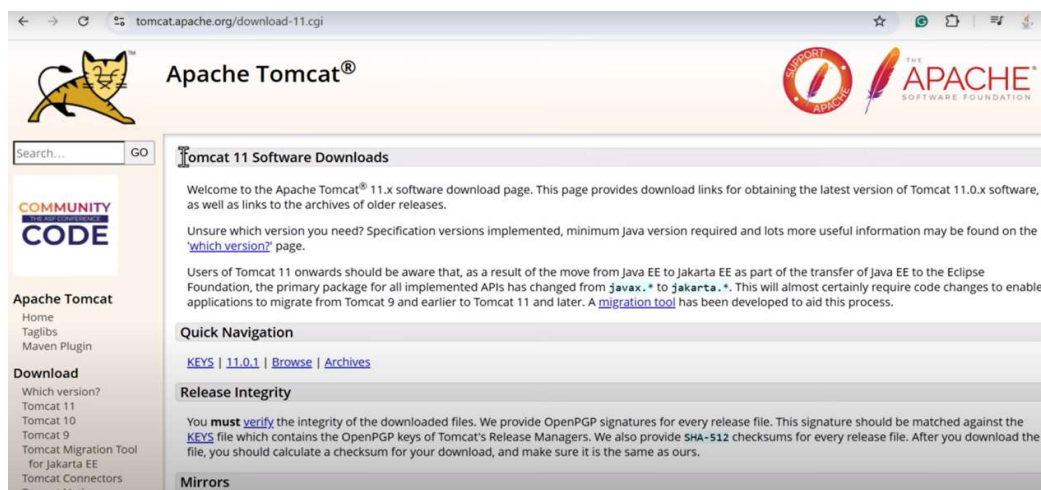 tomcat.apache.org/download-11.cgi
TM
Apache Tomcat®
SUPPORT
APACHE
THE
APACHE®
SOFTWARE FOUNDATION
Search...
GO
COMMUNITY
THE ASF CONFERENCE
CODE
Apache Tomcat
Home
Taglibs
Maven Plugin
Download
Which version?
Tomcat 11
Tomcat 10
Tomcat 9
Tomcat Migration Tool
for Jakarta EE
Tomcat Connectors
Tomcat 11 Software Downloads
Welcome to the Apache Tomcat® 11.x software download page. This page provides download links for obtaining the latest version of Tomcat 11.0.x software,
as well as links to the archives of older releases.
Unsure which version you need? Specification versions implemented, minimum Java version required and lots more useful information may be found on the
'which version?' page.
Users of Tomcat 11 onwards should be aware that, as a result of the move from Java EE to Jakarta EE as part of the transfer of Java EE to the Eclipse
Foundation, the primary package for all implemented APIs has changed from javax.* to jakarta.*. This will almost certainly require code changes to enable
applications to migrate from Tomcat 9 and earlier to Tomcat 11 and later. A migration tool has been developed to aid this process.
Quick Navigation
KEYS | 11.0.1 | Browse | Archives
Release Integrity
You must verify the integrity of the downloaded files. We provide OpenPGP signatures for every release file. This signature should be matched against the
KEYS file which contains the OpenPGP keys of Tomcat's Release Managers. We also provide SHA-512 checksums for every release file. After you download the
file, you should calculate a checksum for your download, and make sure it is the same as ours.
Mirrors